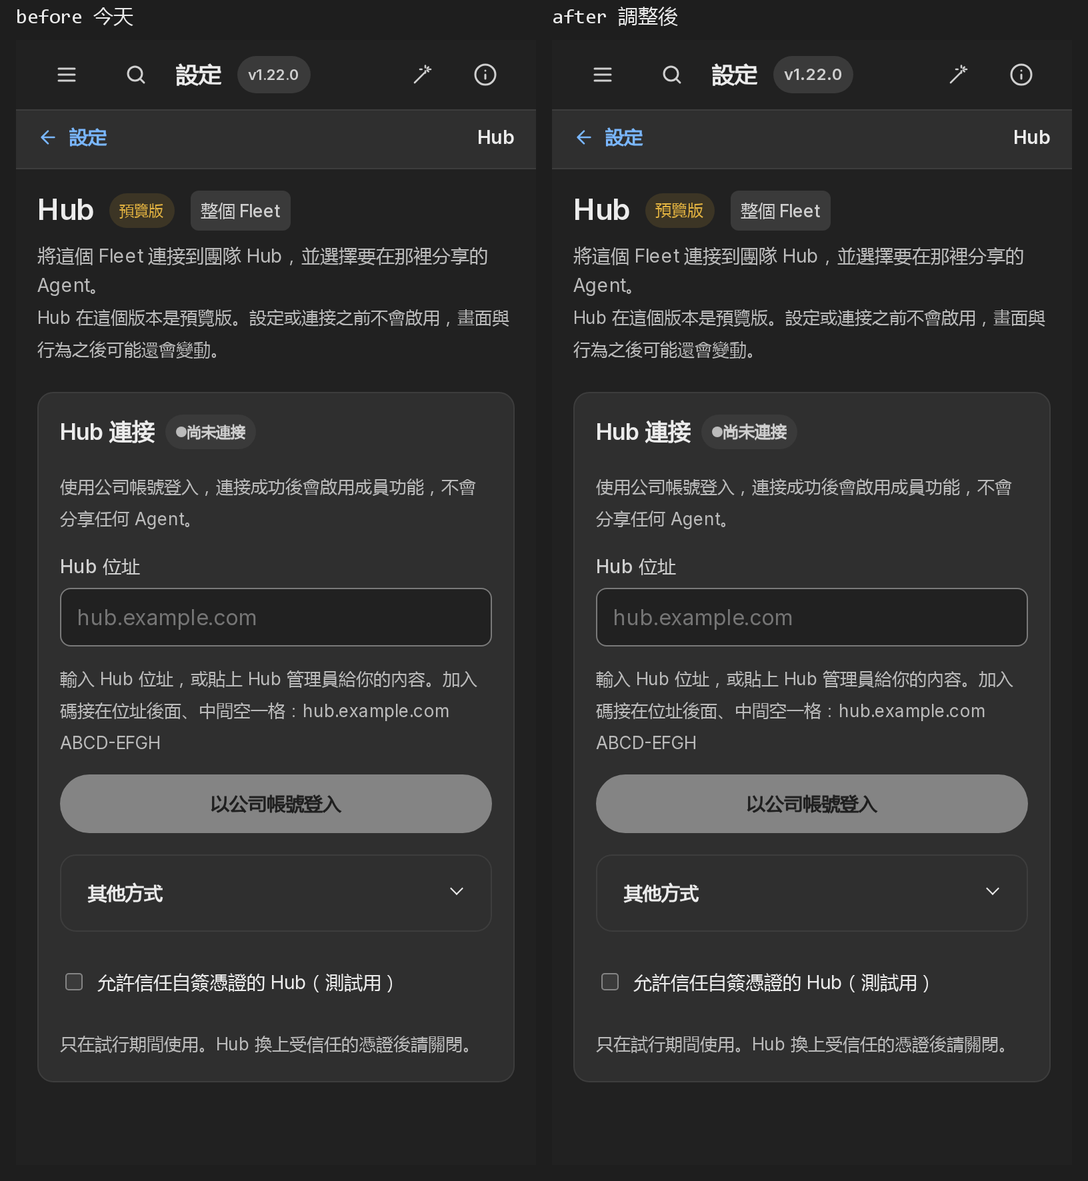 before 今天
設定 v1.22.0
設定 Hub
Hub 預覽版 整個 Fleet
將這個 Fleet 連接到團隊 Hub，並選擇要在那裡分享的
Agent。
Hub 在這個版本是預覽版。設定或連接之前不會啟用，畫面與
行為之後可能還會變動。
Hub 連接 尚未連接
使用公司帳號登入，連接成功後會啟用成員功能，不會
分享任何 Agent。
Hub 位址
hub.example.com
輸入 Hub 位址，或貼上 Hub 管理員給你的內容。加入
碼接在位址後面、中間空一格：hub.example.com
ABCD-EFGH
以公司帳號登入
其他方式
允許信任自簽憑證的 Hub（測試用）
只在試行期間使用。Hub 換上受信任的憑證後請關閉。
after 調整後
設定 v1.22.0
設定 Hub
Hub 預覽版 整個 Fleet
將這個 Fleet 連接到團隊 Hub，並選擇要在那裡分享的
Agent。
Hub 在這個版本是預覽版。設定或連接之前不會啟用，畫面與
行為之後可能還會變動。
Hub 連接 尚未連接
使用公司帳號登入，連接成功後會啟用成員功能，不會
分享任何 Agent。
Hub 位址
hub.example.com
輸入 Hub 位址，或貼上 Hub 管理員給你的內容。加入
碼接在位址後面、中間空一格：hub.example.com
ABCD-EFGH
以公司帳號登入
其他方式
允許信任自簽憑證的 Hub（測試用）
只在試行期間使用。Hub 換上受信任的憑證後請關閉。